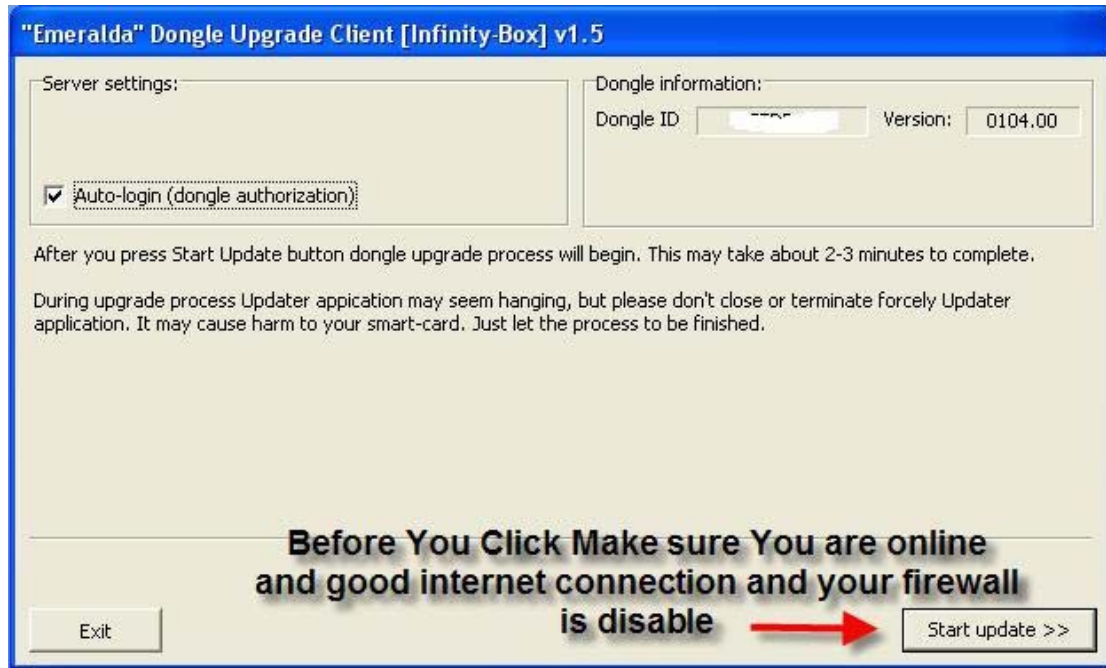 "Emeralda" Dongle Upgrade Client [Infinity-Box] v1.5
Server settings:
Auto-login (dongle authorization)
Dongle information:
Dongle ID
Version: 0104.00
After you press Start Update button dongle upgrade process will begin. This may take about 2-3 minutes to complete.
During upgrade process Updater appication may seem hanging, but please don't close or terminate forcely Updater
application. It may cause harm to your smart-card. Just let the process to be finished.
Before You Click Make sure You are online
and good internet connection and your firewall
is disable
Exit
Start update >>